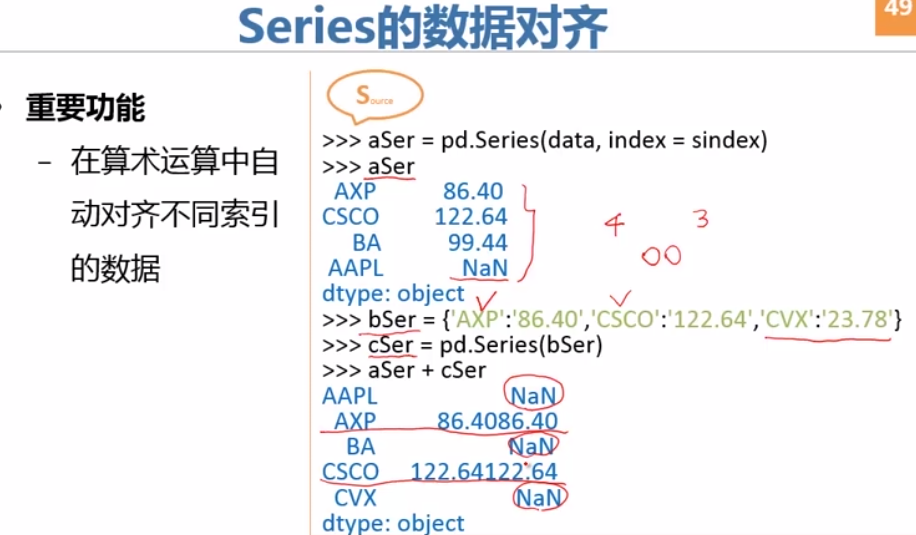 49
Series的数据对齐
重要功能
– 在算术运算中自
动对齐不同索引
的数据
Source
>>> aSer = pd.Series(data, index = sindex)
>>> aSer
AXP 86.40
CSCO 122.64
BA 99.44
AAPL NaN
dtype: object
4 3
00
>>> bSer = {'AXP':'86.40','CSCO':'122.64','CVX':'23.78'}
>>> cSer = pd.Series(bSer)
>>> aSer + cSer
AAPL NaN
AXP 86.4086.40
BA NaN
CSCO 122.64122.64
CVX NaN
dtype: object